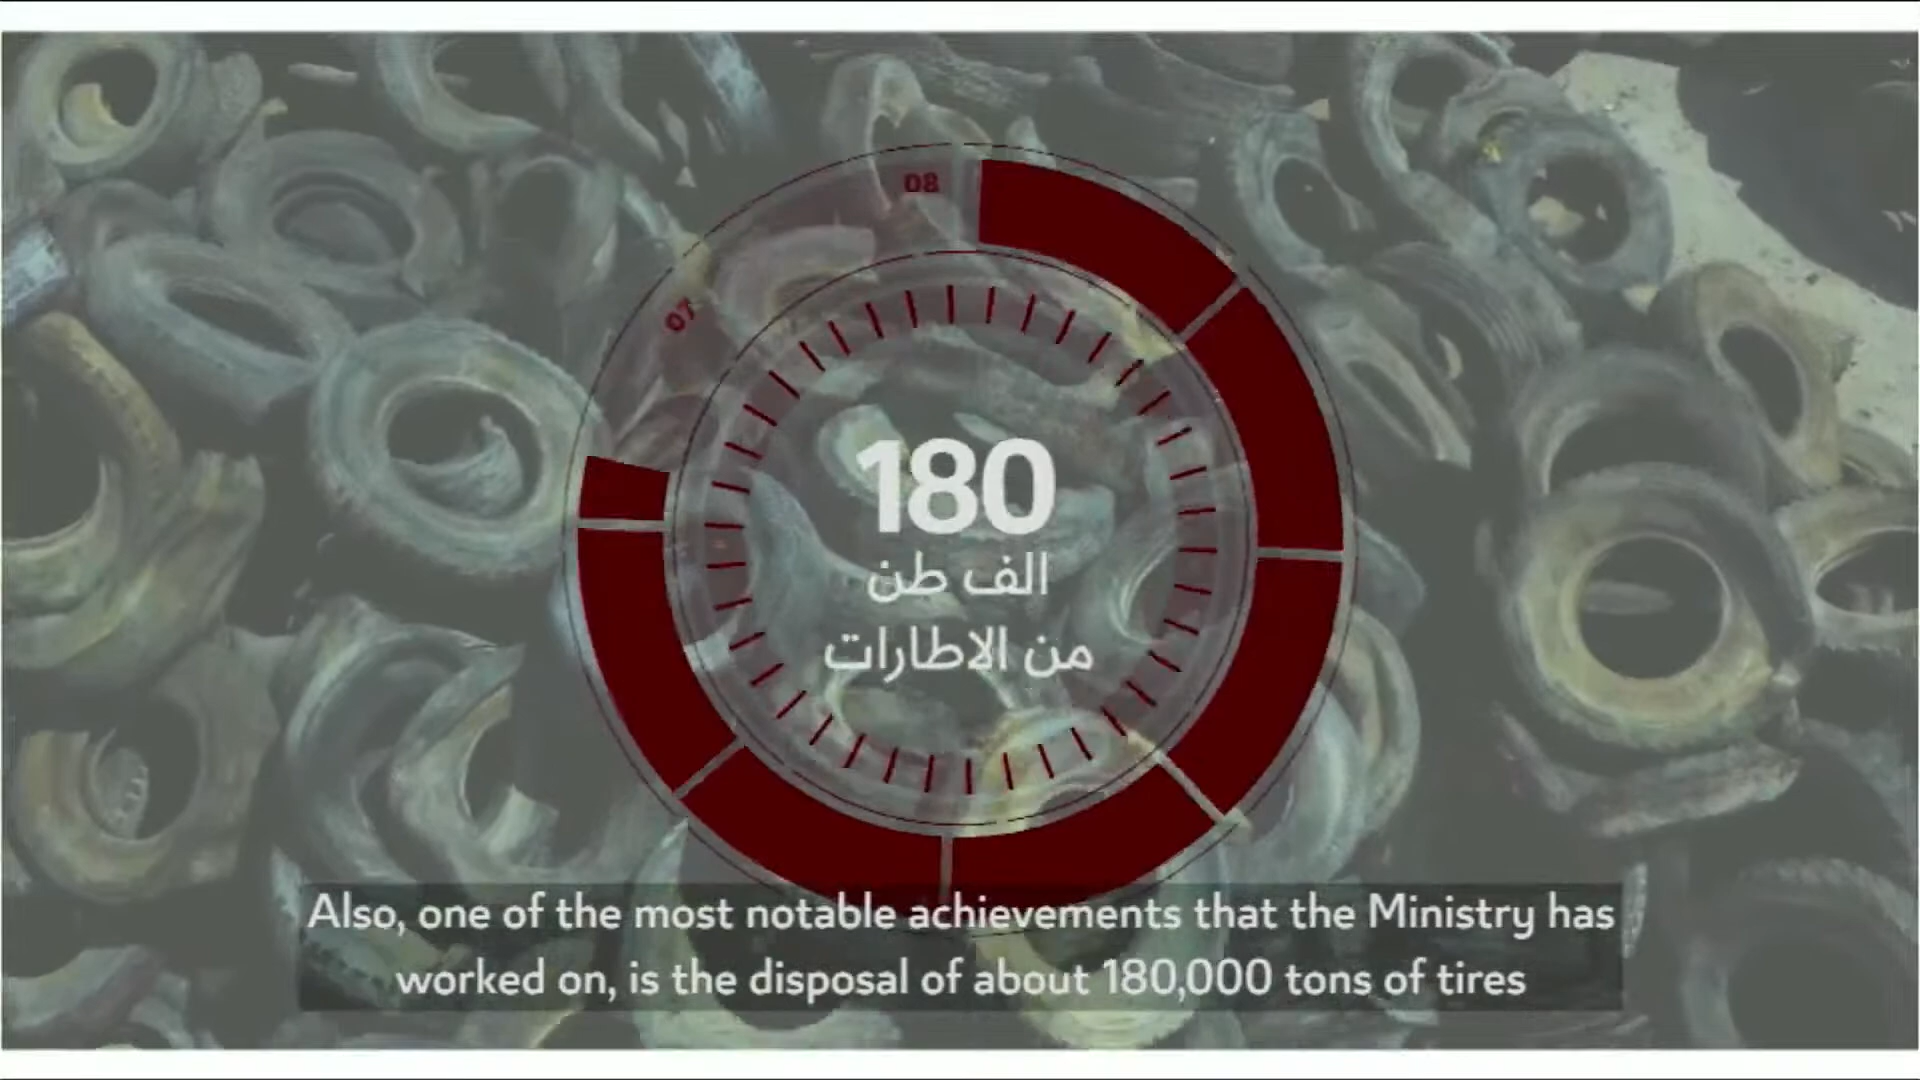 08
07
180
الف طن
من الاطارات
Also, one of the most notable achievements that the Ministry has
worked on, is the disposal of about 180,000 tons of tires